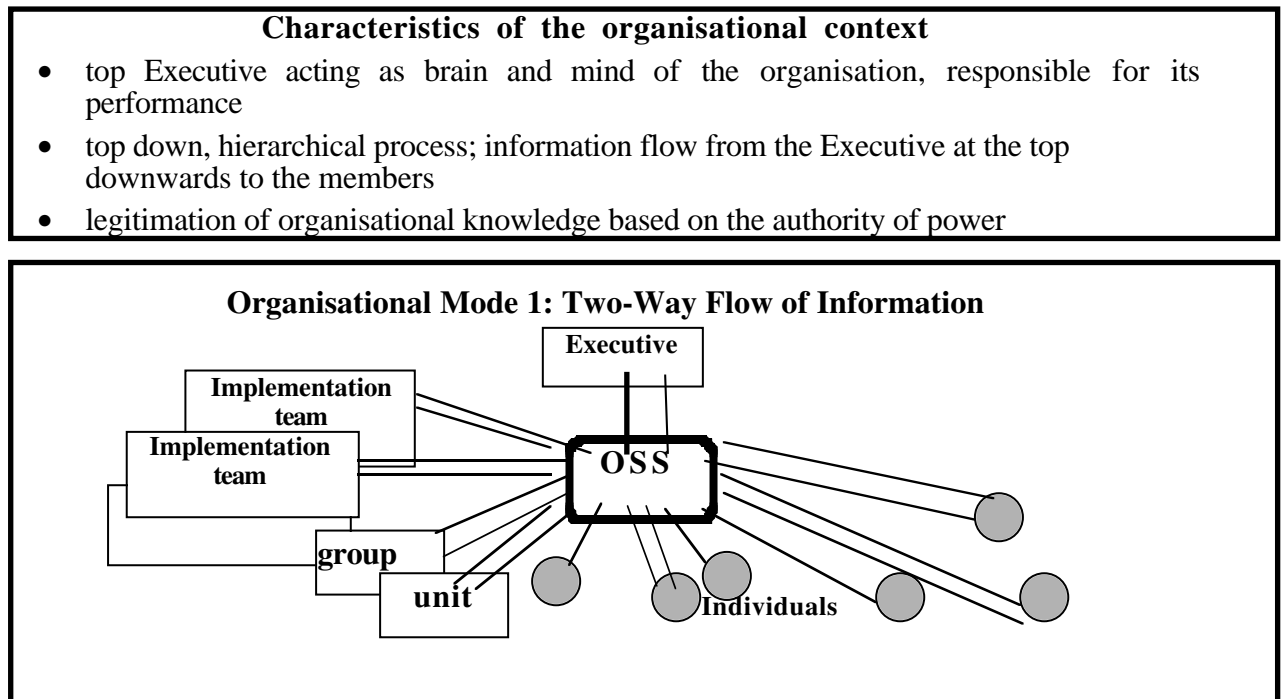 Characteristics of the organisational context
• top Executive acting as brain and mind of the organisation, responsible for its
performance
• top down, hierarchical process; information flow from the Executive at the top
downwards to the members
• legitimation of organisational knowledge based on the authority of power
Organisational Mode 1: Two-Way Flow of Information
Executive
Implementation
team
Implementation
team
OSS
group
unit
Individuals